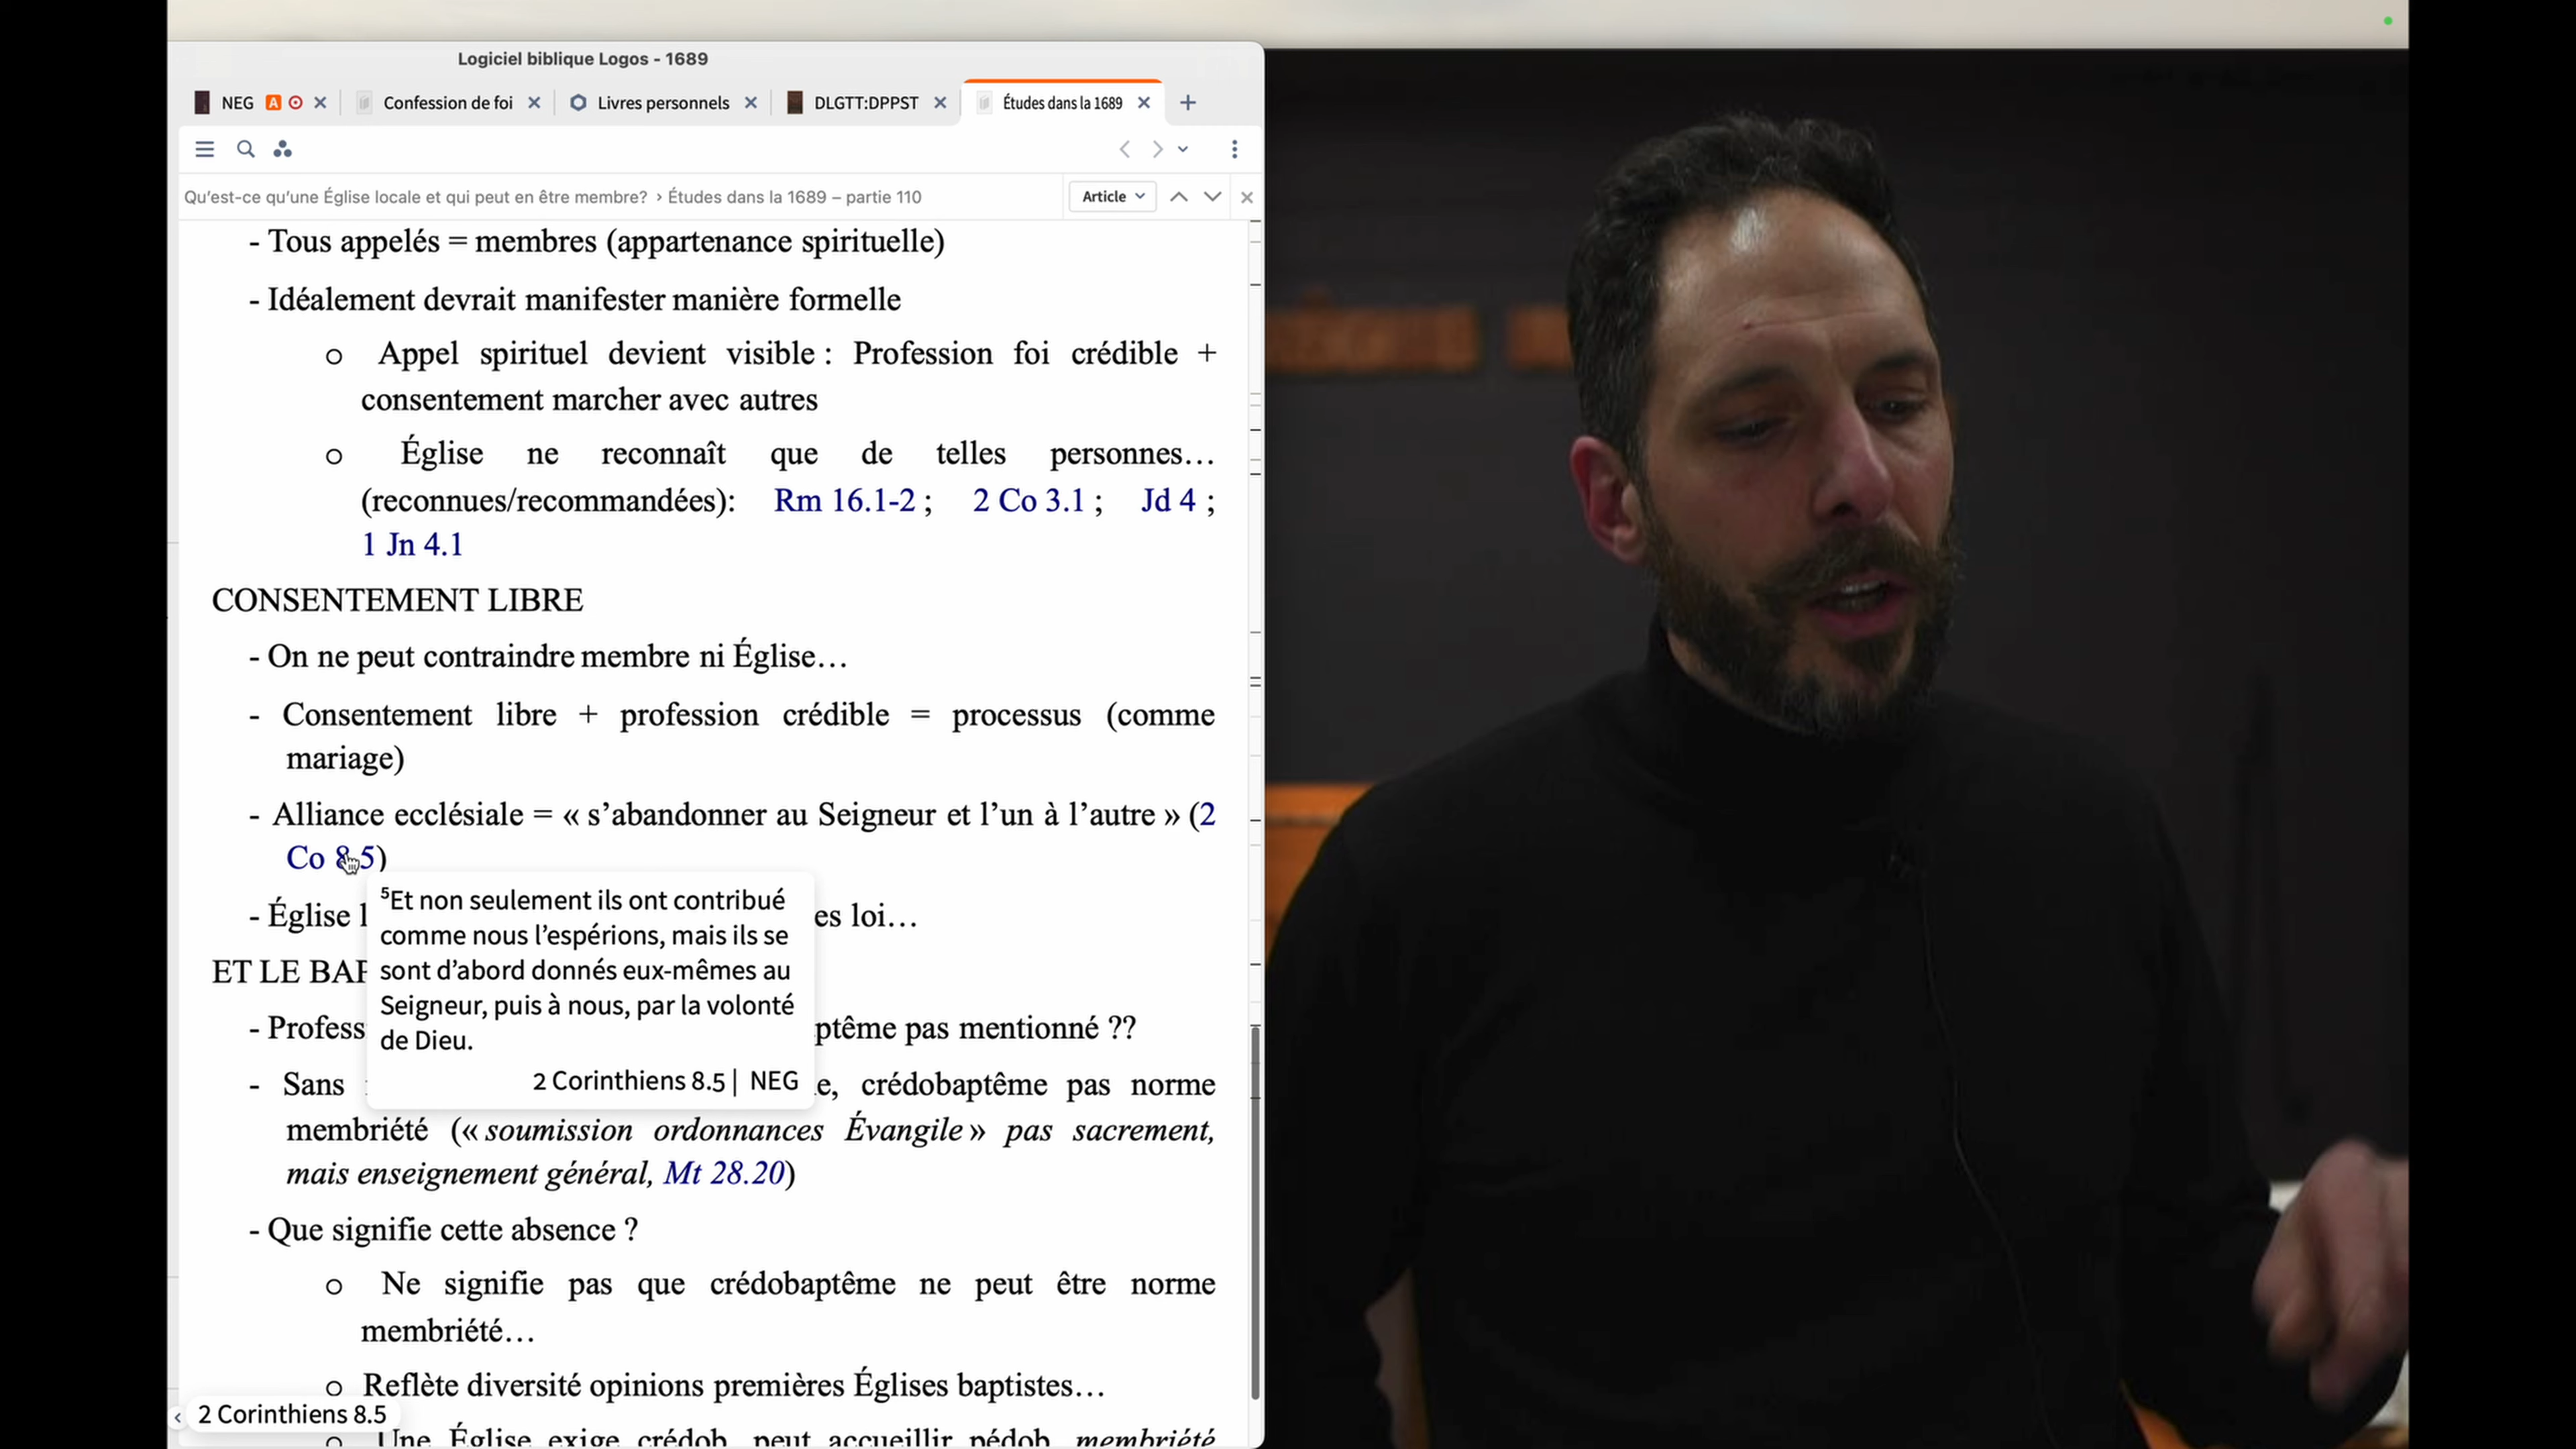 Logiciel biblique Logos - 1689
NEG A Confession de foi Livres personnels DLGTT:DPPST Études dans la 1689
Qu'est-ce qu'une Église locale et qui peut en être membre? › Études dans la 1689 – partie 110 Article
- Tous appelés = membres (appartenance spirituelle)
- Idéalement devrait manifester manière formelle
o Appel spirituel devient visible : Profession foi crédible +
consentement marcher avec autres
o Église ne reconnaît que de telles personnes…
(reconnues/recommandées): Rm 16.1-2 ; 2 Co 3.1 ; Jd 4 ;
1 Jn 4.1
CONSENTEMENT LIBRE
- On ne peut contraindre membre ni Église…
- Consentement libre + profession crédible = processus (comme
mariage)
- Alliance ecclésiale = « s'abandonner au Seigneur et l'un à l'autre » (2
Co 8.5)
- Église l es loi…
ET LE BAP
- Profess ptême pas mentionné ??
- Sans e, crédobaptême pas norme
membriété (« soumission ordonnances Évangile » pas sacrement,
mais enseignement général, Mt 28.20)
- Que signifie cette absence ?
o Ne signifie pas que crédobaptême ne peut être norme
membriété…
o Reflète diversité opinions premières Églises baptistes…
o Une Église exige crédob. peut accueillir pédob. membriété
5Et non seulement ils ont contribué
comme nous l'espérions, mais ils se
sont d'abord donnés eux-mêmes au
Seigneur, puis à nous, par la volonté
de Dieu.
2 Corinthiens 8.5 | NEG
2 Corinthiens 8.5